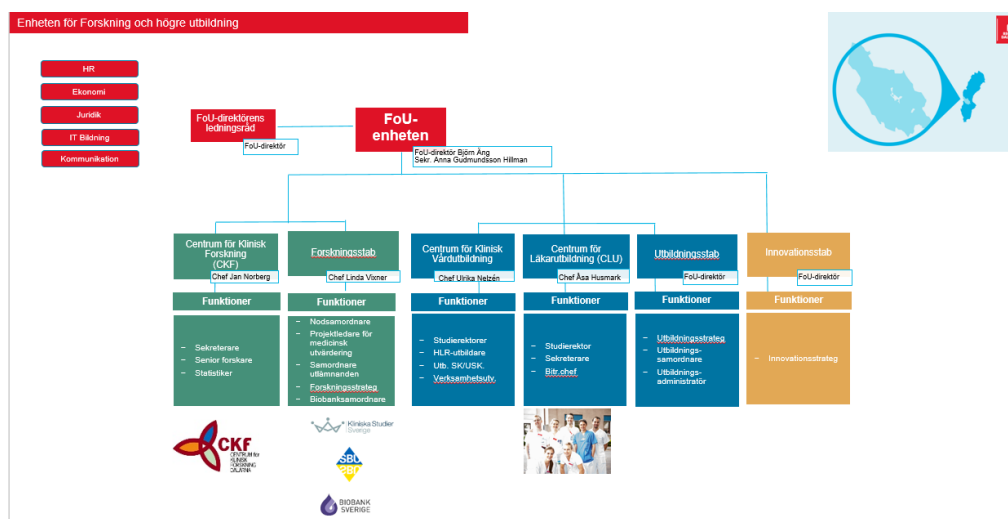 Enheten för Forskning och högre utbildning
HR
Ekonomi
Juridik
IT Bildning
Kommunikation
FoU-direktörens
ledningsråd
FoU-direktör
FoU-
enheten
FoU-direktör Björn Äng
Sekr. Anna Gudmundsson Hillman
Centrum för Klinisk
Forskning
(CKF)
Chef Jan Norberg
Funktioner
– Sekreterare
– Senior forskare
– Statistiker
Forskningsstab
Chef Linda Vixner
Funktioner
– Nodsamordnare
– Projektledare för
medicinsk
utvärdering
– Samordnare
utlämnanden
– Forskningsstrateg
– Biobanksamordnare
Centrum för Klinisk
Vårdutbildning
Chef Ulrika Nelzén
Funktioner
– Studierektorer
– HLR-utbildare
– Utb. SK/USK.
– Verksamhetsutv.
Centrum för
Läkarutbildning (CLU)
Chef Åsa Husmark
Funktioner
– Studierektor
– Sekreterare
– Bitr.chef
Utbildningsstab
FoU-direktör
Funktioner
– Utbildningsstrateg
– Utbildnings-
samordnare
– Utbildnings-
administratör
Innovationsstab
FoU-direktör
Funktioner
– Innovationsstrateg
CKF
CENTRUM för
KLINISK
FORSKNING
DALARNA
Kliniska Studier
Sverige
SBU
BIOBANK
SVERIGE